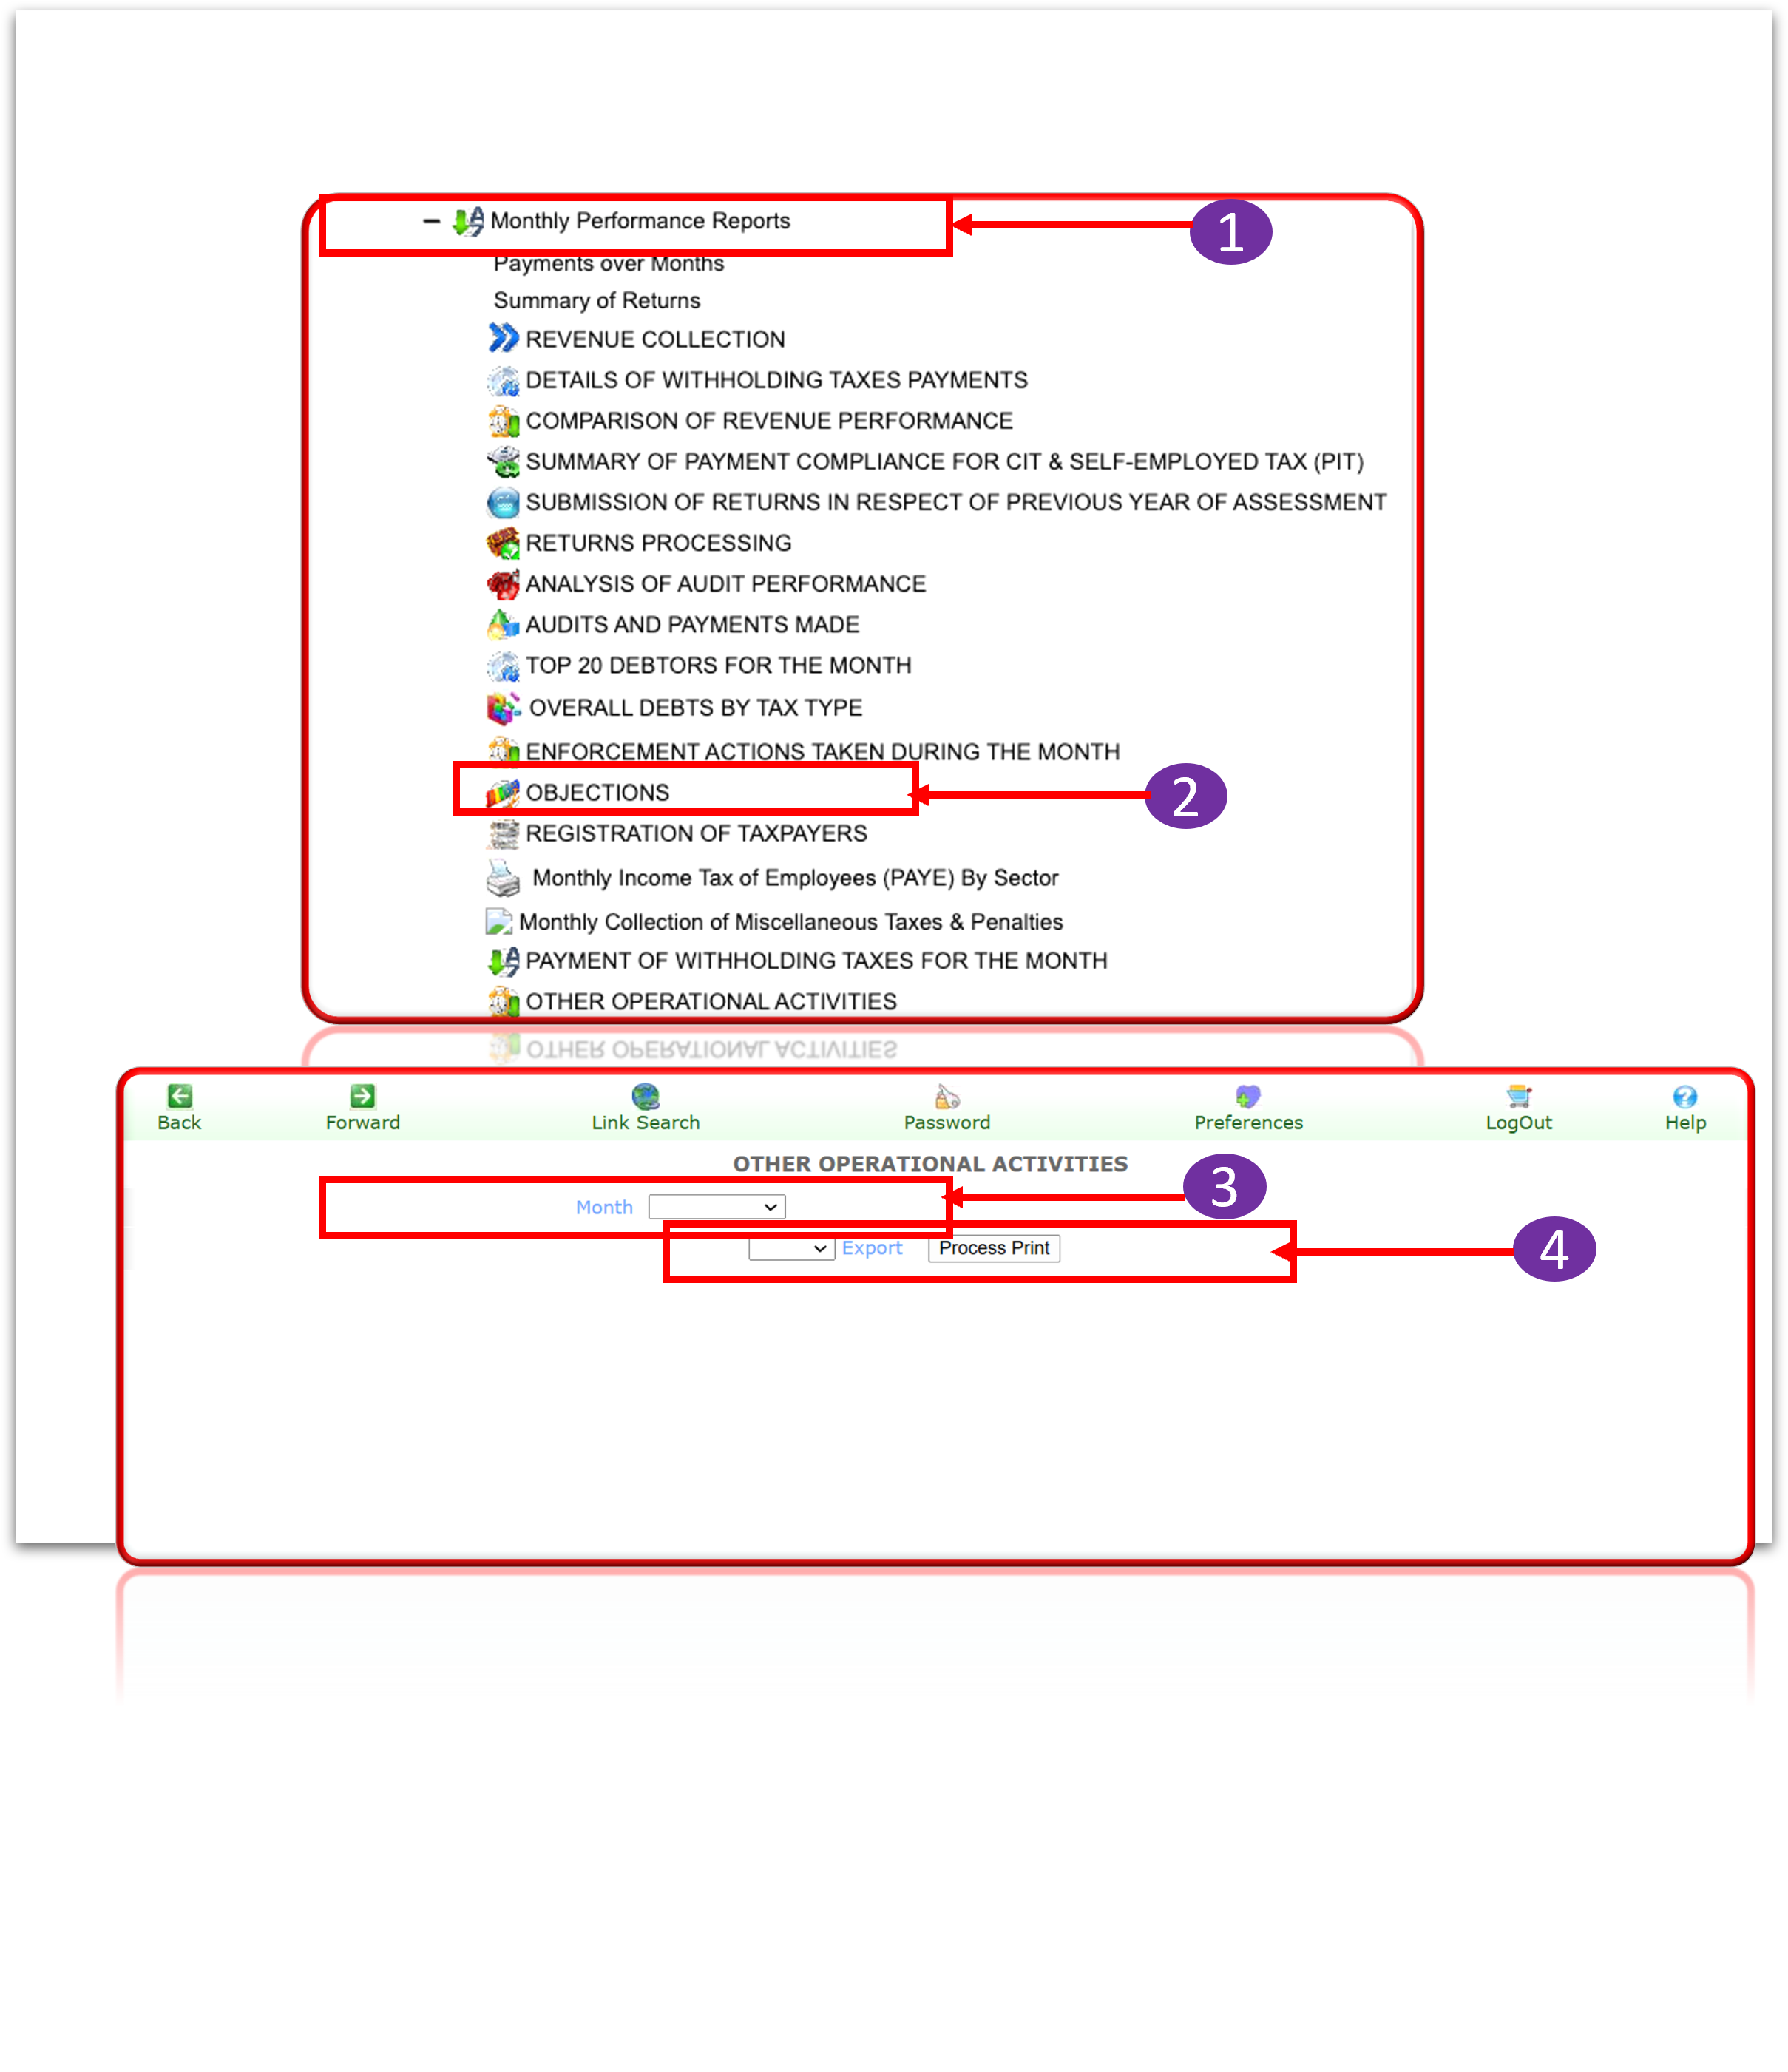 Monthly Performance Reports
1
Payments over Months
Summary of Returns
REVENUE COLLECTION
DETAILS OF WITHHOLDING TAXES PAYMENTS
COMPARISON OF REVENUE PERFORMANCE
SUMMARY OF PAYMENT COMPLIANCE FOR CIT & SELF-EMPLOYED TAX (PIT)
SUBMISSION OF RETURNS IN RESPECT OF PREVIOUS YEAR OF ASSESSMENT
RETURNS PROCESSING
ANALYSIS OF AUDIT PERFORMANCE
AUDITS AND PAYMENTS MADE
TOP 20 DEBTORS FOR THE MONTH
OVERALL DEBTS BY TAX TYPE
ENFORCEMENT ACTIONS TAKEN DURING THE MONTH
OBJECTIONS
2
REGISTRATION OF TAXPAYERS
Monthly Income Tax of Employees (PAYE) By Sector
Monthly Collection of Miscellaneous Taxes & Penalties
PAYMENT OF WITHHOLDING TAXES FOR THE MONTH
OTHER OPERATIONAL ACTIVITIES
OTHER OPERATIONAL ACTIVITIES
Back Forward Link Search Password Preferences LogOut Help
OTHER OPERATIONAL ACTIVITIES
3
Month
Export Process Print
4